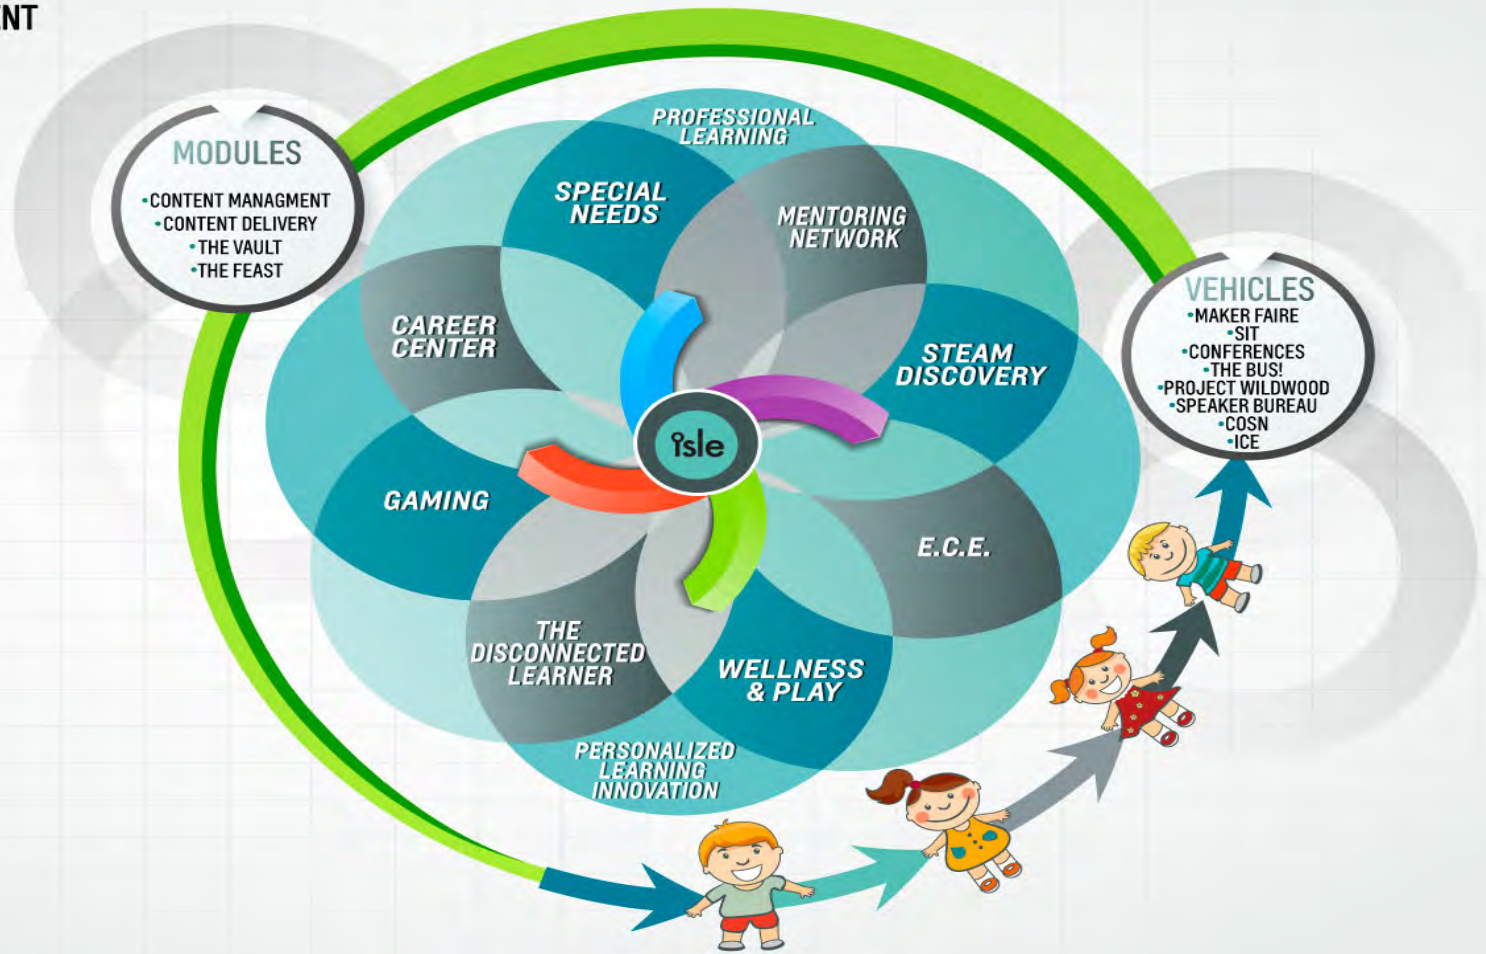 MODULES
•CONTENT MANAGMENT
•CONTENT DELIVERY
•THE VAULT
•THE FEAST
PROFESSIONAL
LEARNING
SPECIAL
NEEDS
MENTORING
NETWORK
CAREER
CENTER
STEAM
DISCOVERY
isle
GAMING
E.C.E.
THE
DISCONNECTED
LEARNER
WELLNESS
& PLAY
PERSONALIZED
LEARNING
INNOVATION
VEHICLES
•MAKER FAIRE
•SIT
•CONFERENCES
•THE BUS!
•PROJECT WILDWOOD
•SPEAKER BUREAU
•COSN
•ICE